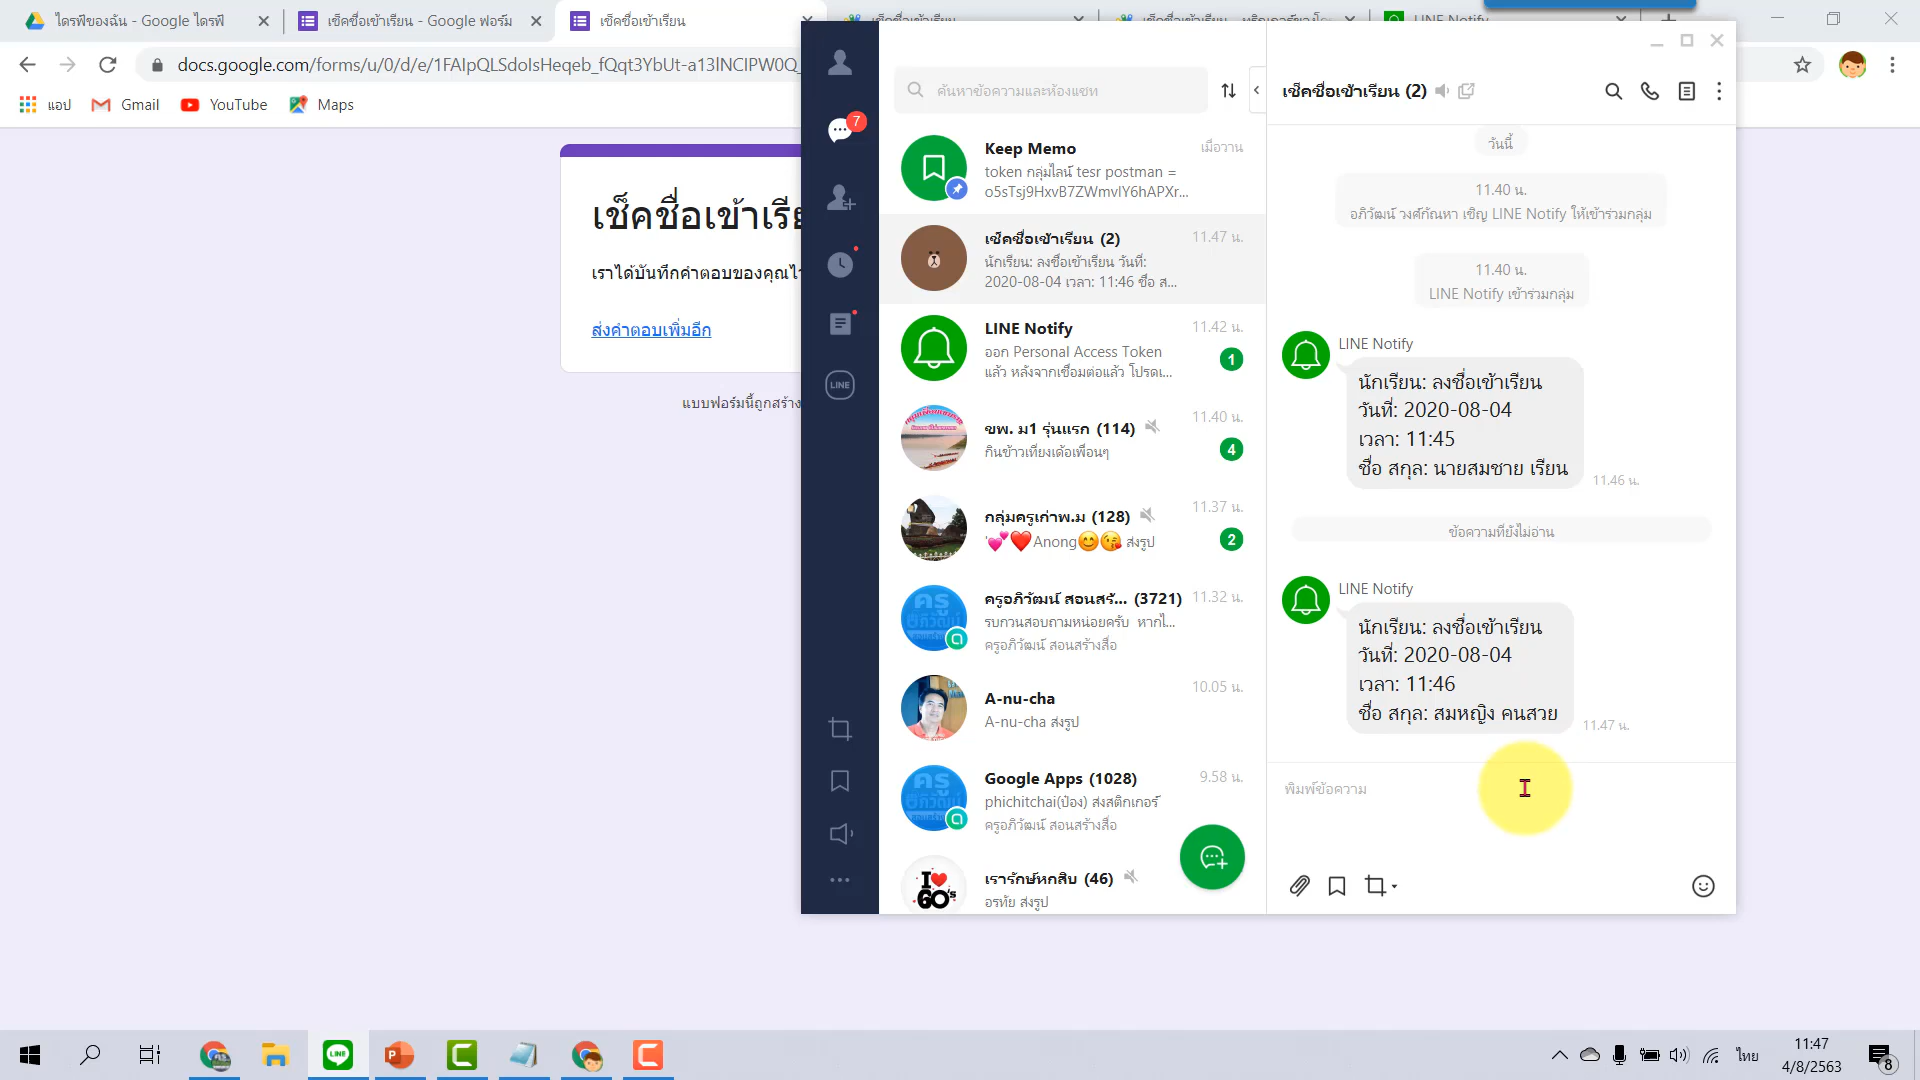 ไดรฟ์ของฉัน - Google ไดรฟ์
เช็คชื่อเข้าเรียน - Google ฟอร์ม
เช็คชื่อเข้าเรียน
LINE Notify
docs.google.com/forms/u/0/d/e/1FAIpQLSdoIsHeqeb_fQqt3YbUt-a13INCIPW0Q_
แอป
Gmail
YouTube
Maps
เราได้บันทึกคำตอบของคุณไว้
ส่งคำตอบเพิ่มอีก
แบบฟอร์มนี้ถูกสร้าง
7
LINE
ค้นหาข้อความและห้องแชท
Keep Memo
เมื่อวาน
token กลุ่มไลน์ tesr postman =
o5sTsj9HxvB7ZWmvIY6hAPXr...
เช็คชื่อเข้าเรียน (2)
11.47 น.
นักเรียน: ลงชื่อเข้าเรียน วันที่:
2020-08-04 เวลา: 11:46 ชื่อ ส...
LINE Notify
11.42 น.
ออก Personal Access Token
แล้ว หลังจากเชื่อมต่อแล้ว โปรดเ...
1
ขพ. ม1 รุ่นแรก (114)
11.40 น.
กินข้าวเที่ยงเด้อเพื่อนๆ
4
กลุ่มครูเก่าพ.ม (128)
11.37 น.
💕❤️Anong😊😘 ส่งรูป
2
ครูอภิวัฒน์ สอนสร้... (3721)
11.32 น.
รบกวนสอบถามหน่อยครับ หากไ...
ครูอภิวัฒน์ สอนสร้างสื่อ
A-nu-cha
10.05 น.
A-nu-cha ส่งรูป
Google Apps (1028)
9.58 น.
phichitchai(ป๋อง) ส่งสติกเกอร์
ครูอภิวัฒน์ สอนสร้างสื่อ
I ❤ 60's
เรารักษ์หกสิบ (46)
อรทัย ส่งรูป
เช็คชื่อเข้าเรียน (2)
วันนี้
11.40 น.
อภิวัฒน์ วงศ์กัณหา เชิญ LINE Notify ให้เข้าร่วมกลุ่ม
11.40 น.
LINE Notify เข้าร่วมกลุ่ม
LINE Notify
นักเรียน: ลงชื่อเข้าเรียน
วันที่: 2020-08-04
เวลา: 11:45
ชื่อ สกุล: นายสมชาย เรียน
11.46 น.
ข้อความที่ยังไม่อ่าน
LINE Notify
นักเรียน: ลงชื่อเข้าเรียน
วันที่: 2020-08-04
เวลา: 11:46
ชื่อ สกุล: สมหญิง คนสวย
11.47 น.
พิมพ์ข้อความ
LINE
ไทย
11:47
4/8/2563
8